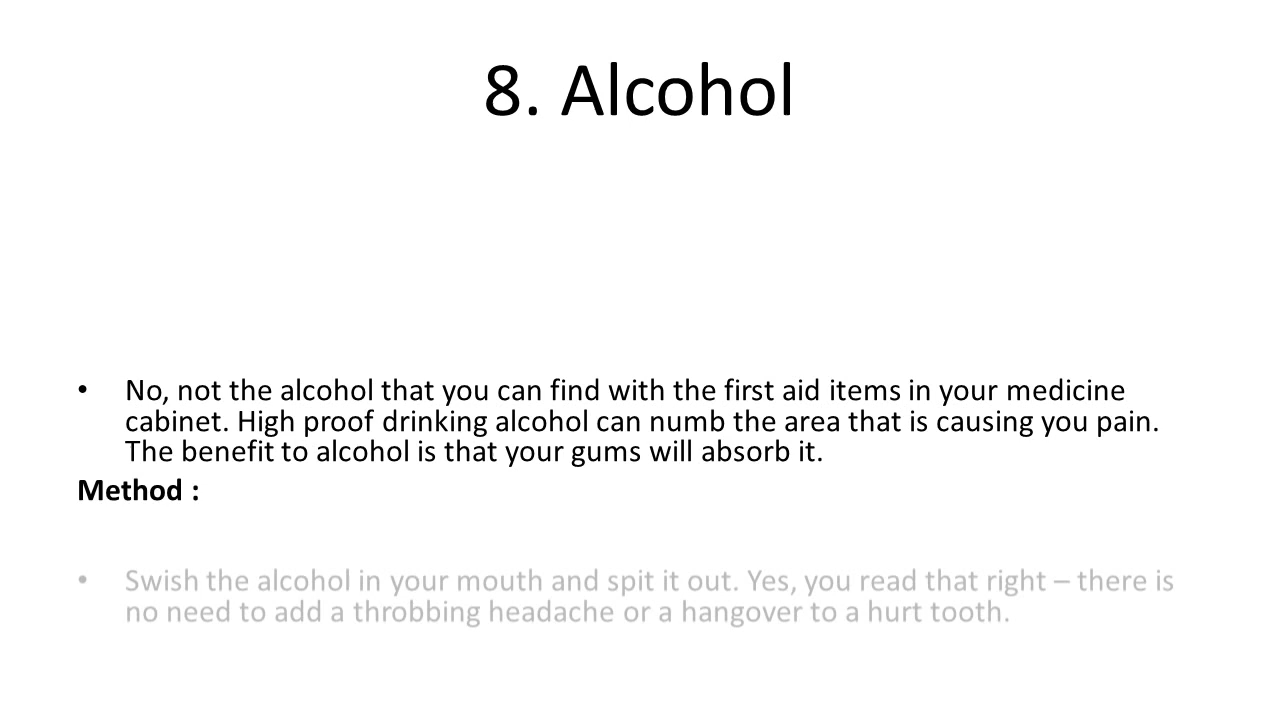 8. Alcohol
• No, not the alcohol that you can find with the first aid items in your medicine
cabinet. High proof drinking alcohol can numb the area that is causing you pain.
The benefit to alcohol is that your gums will absorb it.
Method :
• Swish the alcohol in your mouth and spit it out. Yes, you read that right – there is
no need to add a throbbing headache or a hangover to a hurt tooth.